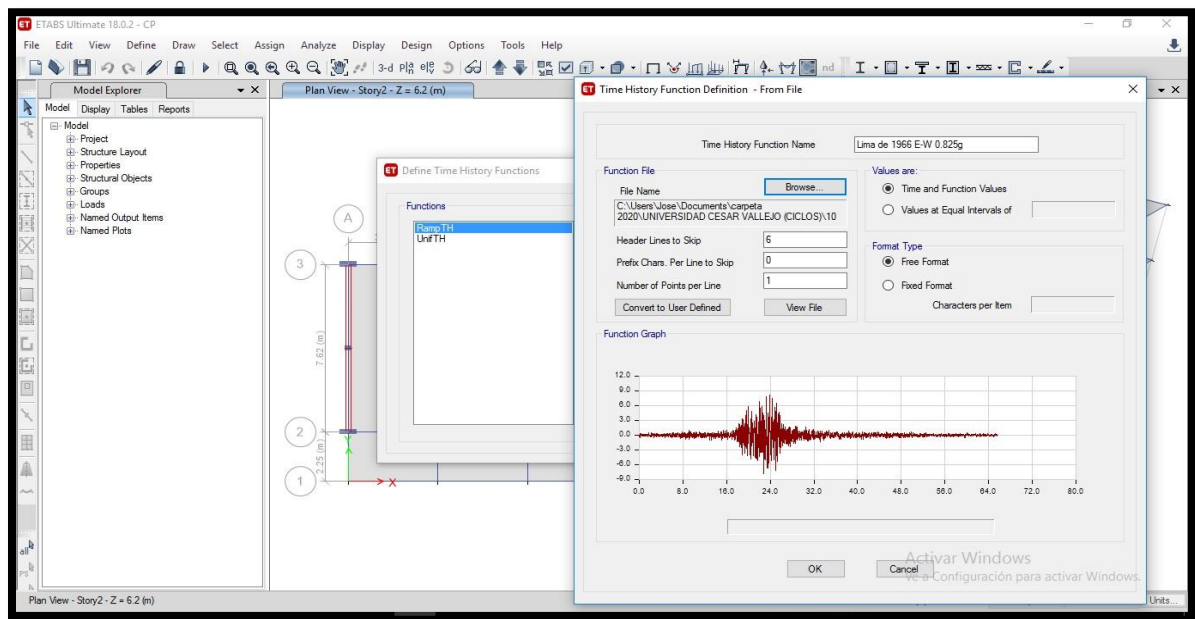 ETABS Ultimate 18.0.2 - CP
File Edit View Define Draw Select Assign Analyze Display Design Options Tools Help
3-d nd
Model Explorer
Model Display Tables Reports
Model
Project
Structure Layout
Properties
Structural Objects
Groups
Loads
Named Output Items
Named Plots
all
Plan View - Story2 - Z = 6.2 (m)
A
3
7.62 (m)
2
2.25 (m)
1
Y
X
Define Time History Functions
Functions
RampTH
UnifTH
Time History Function Definition - From File
Time History Function Name Lima de 1966 E-W 0.825g
Function File
File Name Browse...
C:\Users\Jose\Documents\carpeta
2020\UNIVERSIDAD CESAR VALLEJO (CICLOS)\10
Header Lines to Skip 6
Prefix Chars. Per Line to Skip 0
Number of Points per Line 1
Convert to User Defined View File
Values are:
Time and Function Values
Values at Equal Intervals of
Format Type
Free Format
Fixed Format
Characters per Item
Function Graph
12.0
9.0
6.0
3.0
0.0
-3.0
-6.0
-9.0
0.0 8.0 16.0 24.0 32.0 40.0 48.0 56.0 64.0 72.0 80.0
OK Cancel
Activar Windows
Ve a Configuración para activar Windows.
Plan View - Story2 - Z = 6.2 (m)
Units...